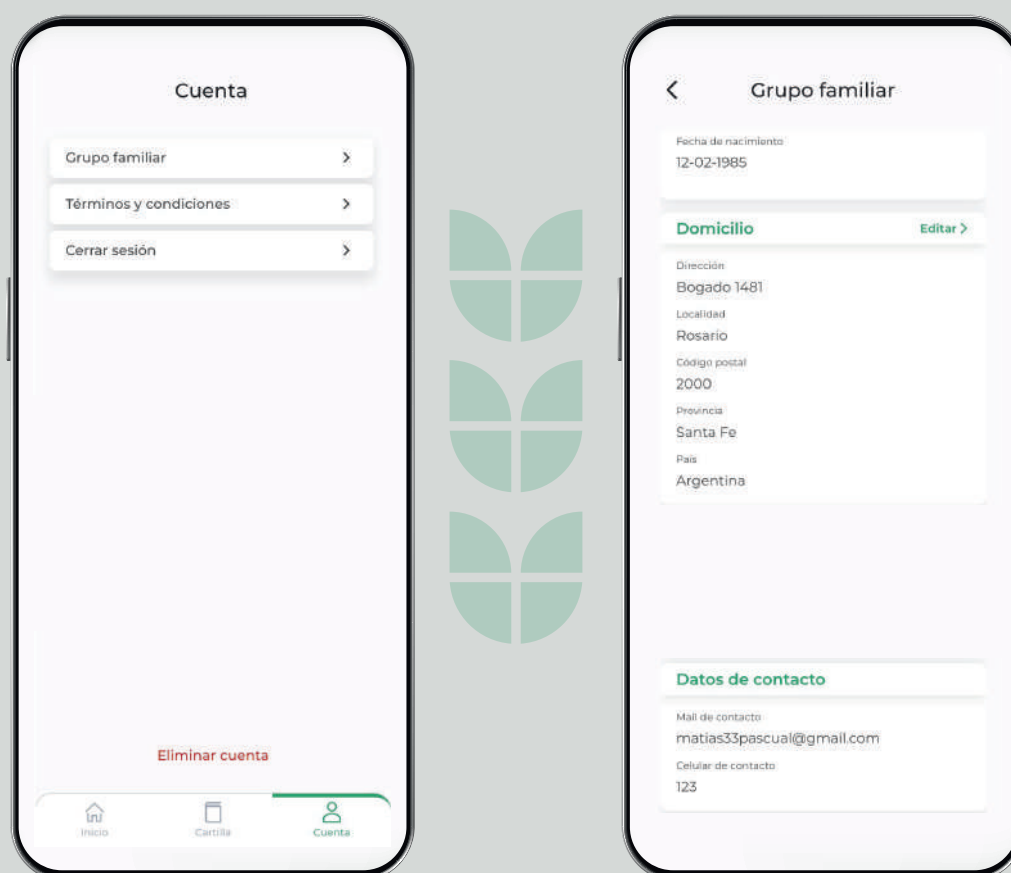 Cuenta
Grupo familiar
Términos y condiciones
Cerrar sesión
Eliminar cuenta
Inicio
Cartilla
Cuenta
Grupo familiar
Fecha de nacimiento
12-02-1985
Domicilio
Editar
Dirección
Bogado 1481
Localidad
Rosario
Código postal
2000
Provincia
Santa Fe
País
Argentina
Datos de contacto
Mail de contacto
matias33pascual@gmail.com
Celular de contacto
123